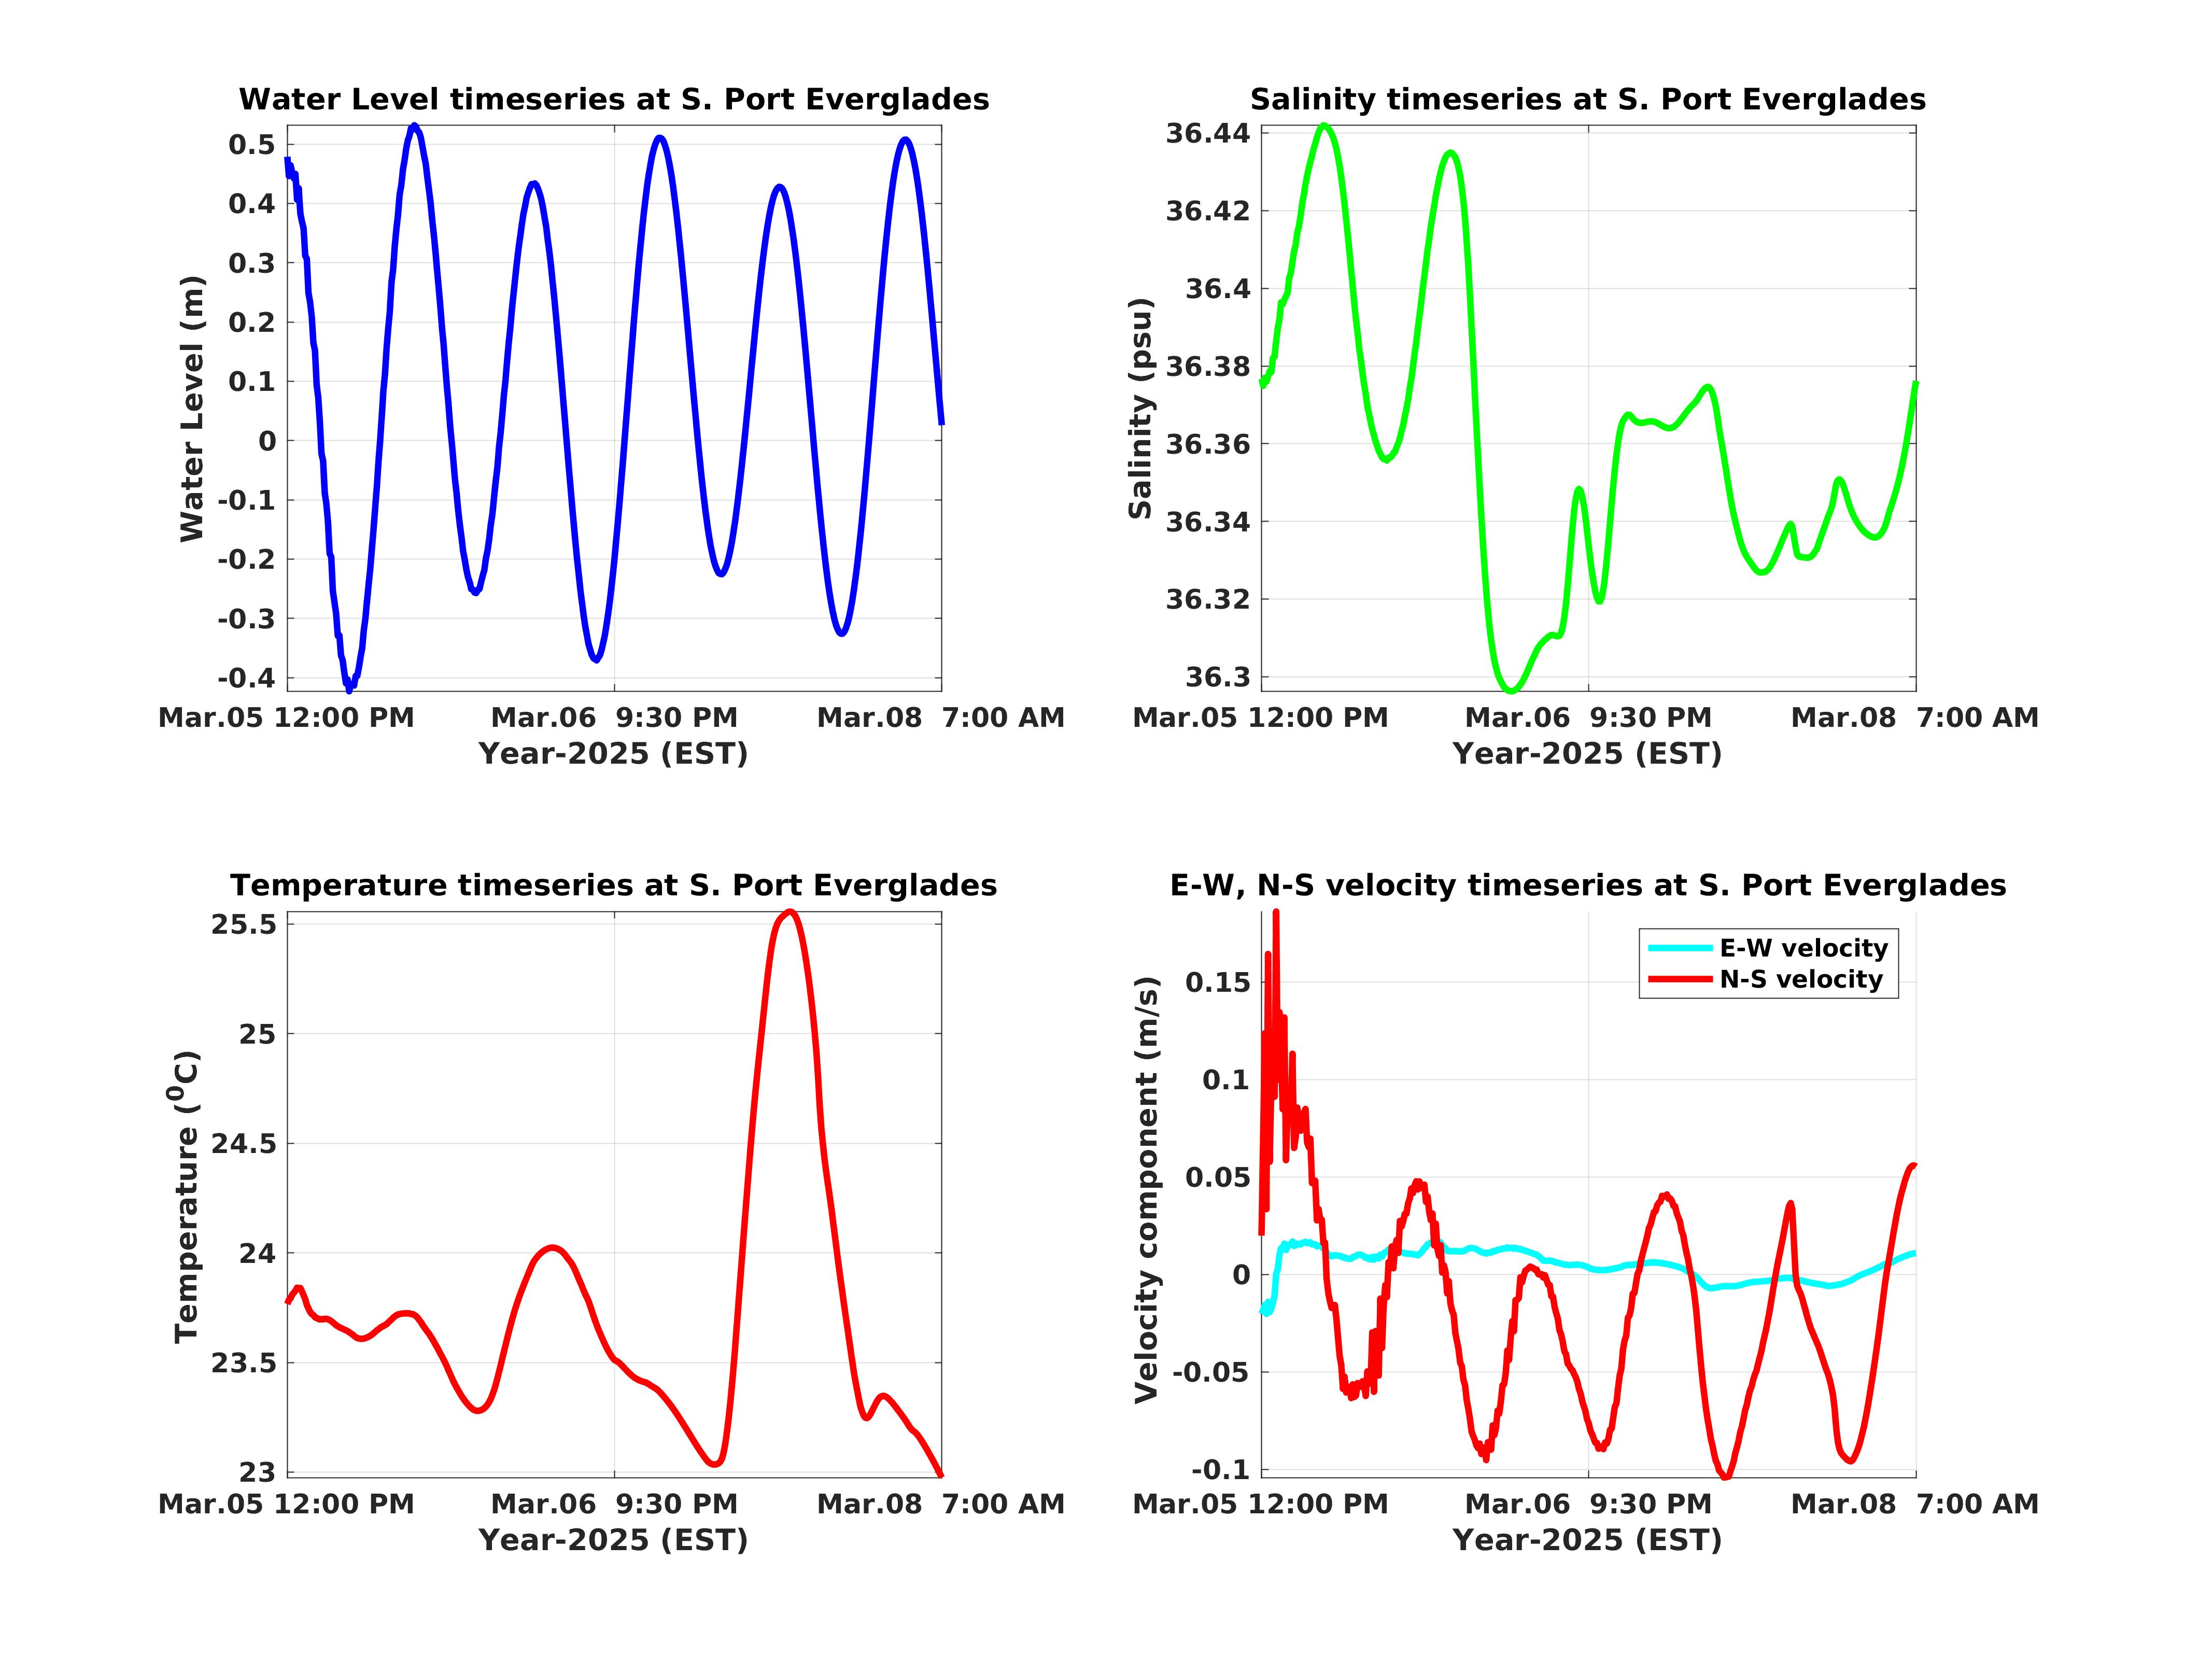 Water Level timeseries at S. Port Everglades
0.5
0.4
0.3
0.2
0.1
0
-0.1
-0.2
-0.3
-0.4
Water Level (m)
Mar.05 12:00 PM
Mar.06 9:30 PM
Mar.08 7:00 AM
Year-2025 (EST)
Salinity timeseries at S. Port Everglades
36.44
36.42
36.4
36.38
36.36
36.34
36.32
36.3
Salinity (psu)
Mar.05 12:00 PM
Mar.06 9:30 PM
Mar.08 7:00 AM
Year-2025 (EST)
Temperature timeseries at S. Port Everglades
25.5
25
24.5
24
23.5
23
Temperature (⁰C)
Mar.05 12:00 PM
Mar.06 9:30 PM
Mar.08 7:00 AM
Year-2025 (EST)
E-W, N-S velocity timeseries at S. Port Everglades
E-W velocity
N-S velocity
0.15
0.1
0.05
0
-0.05
-0.1
Velocity component (m/s)
Mar.05 12:00 PM
Mar.06 9:30 PM
Mar.08 7:00 AM
Year-2025 (EST)